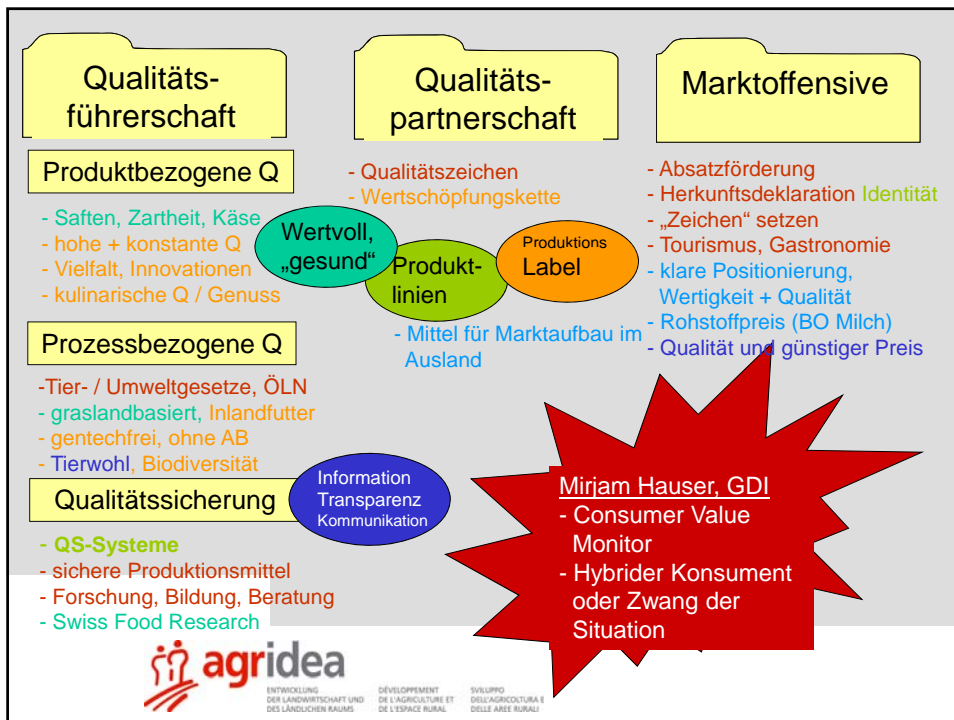 Qualitäts-
führerschaft
Produktbezogene Q
- Saften, Zartheit, Käse
- hohe + konstante Q
- Vielfalt, Innovationen
- kulinarische Q / Genuss
Prozessbezogene Q
-Tier- / Umweltgesetze, ÖLN
- graslandbasiert, Inlandfutter
- gentechfrei, ohne AB
- Tierwohl, Biodiversität
Qualitätssicherung
- QS-Systeme
- sichere Produktionsmittel
- Forschung, Bildung, Beratung
- Swiss Food Research
Qualitäts-
partnerschaft
- Qualitätszeichen
- Wertschöpfungskette
Wertvoll,
„gesund“
Produkt-
linien
Produktions
Label
- Mittel für Marktaufbau im
Ausland
Information
Transparenz
Kommunikation
Marktoffensive
- Absatzförderung
- Herkunftsdeklaration Identität
- „Zeichen“ setzen
- Tourismus, Gastronomie
- klare Positionierung,
Wertigkeit + Qualität
- Rohstoffpreis (BO Milch)
- Qualität und günstiger Preis
Mirjam Hauser, GDI
- Consumer Value
Monitor
- Hybrider Konsument
oder Zwang der
Situation
agridea
ENTWICKLUNG
DER LANDWIRTSCHAFT UND
DES LÄNDLICHEN RAUMS
DÉVELOPPEMENT
DE L'AGRICULTURE ET
DE L'ESPACE RURAL
SVILUPPO
DELL'AGRICOLTURA E
DELLE AREE RURALI